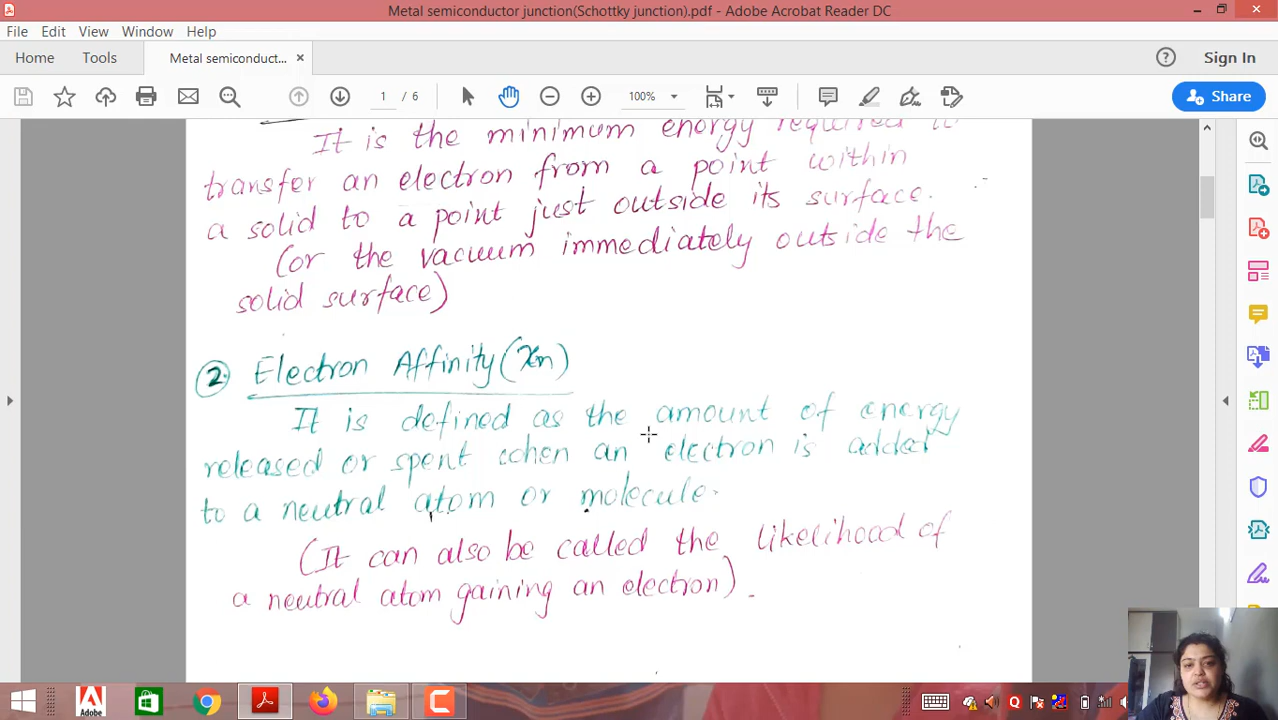 Metal semiconductor junction(Schottky junction).pdf - Adobe Acrobat Reader DC
File Edit View Window Help
Home Tools Metal semiconduct... ×
Sign In
1 / 6 100% Share
It is the minimum energy required to
transfer an electron from a point within
a solid to a point just outside its surface.
(or the vacuum immediately outside the
solid surface)
2. Electron Affinity (χn)
It is defined as the amount of energy
released or spent when an electron is added
to a neutral atom or molecule.
(It can also be called the likelihood of
a neutral atom gaining an electron).
Adobe